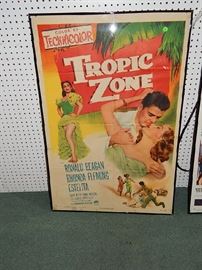 COLOR BY
TECHNICOLOR
TROPIC
ZONE
RONALD REAGAN
RHONDA FLEMING
ESTELITA